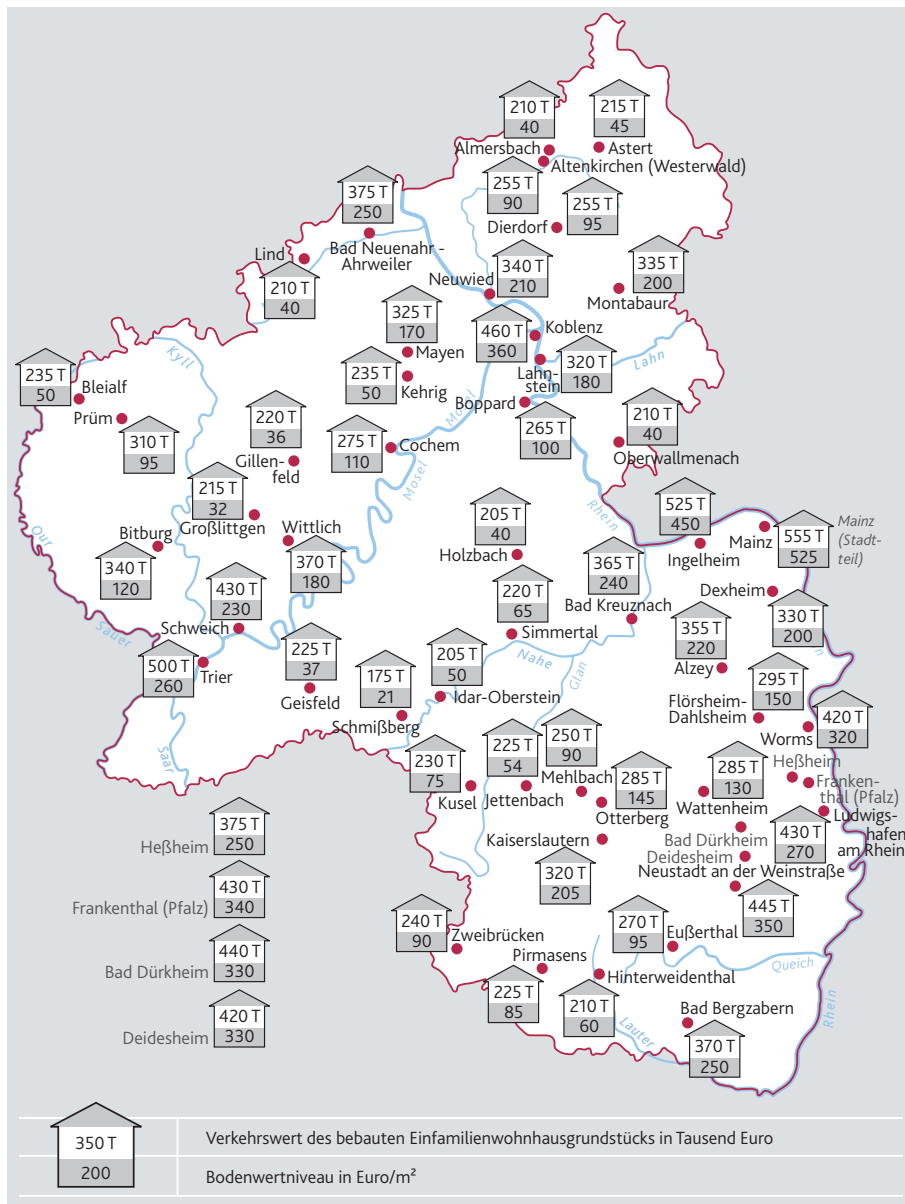 210 T
40
215 T
45
Almersbach
Astert
Altenkirchen (Westerwald)
375 T
250
255 T
90
255 T
95
Dierdorf
Lind
Bad Neuenahr -
Ahrweiler
210 T
40
Neuwied
340 T
210
335 T
200
Montabaur
325 T
170
Mayen
460 T
360
Koblenz
Lahn-
stein
320 T
180
Lahn
Kyll
235 T
50
Bleialf
Prüm
310 T
95
235 T
50
Kehrig
Mosel
Boppard
265 T
100
210 T
40
Oberwallmenach
220 T
36
Gillen-
feld
275 T
110
Cochem
Mosel
215 T
32
Großlittgen
Our
Bitburg
340 T
120
Wittlich
370 T
180
205 T
40
Holzbach
Rhein
525 T
450
Ingelheim
Mainz
555 T
525
Mainz
(Stadt-
teil)
365 T
240
Bad Kreuznach
Dexheim
330 T
200
430 T
230
Schweich
Sauer
220 T
65
Simmertal
355 T
220
Alzey
500 T
260
Trier
225 T
37
Geisfeld
175 T
21
Schmißberg
205 T
50
Idar-Oberstein
Nahe
Glan
295 T
150
Flörsheim-
Dahlsheim
Saar
420 T
320
Worms
230 T
75
Kusel
225 T
54
Jettenbach
250 T
90
Mehlbach
285 T
145
Otterberg
285 T
130
Wattenheim
Heßheim
Franken-
thal (Pfalz)
Ludwigs-
hafen
am Rhein
430 T
270
Kaiserslautern
320 T
205
Bad Dürkheim
Deidesheim
Neustadt an der Weinstraße
445 T
350
375 T
250
Heßheim
430 T
340
Frankenthal (Pfalz)
440 T
330
Bad Dürkheim
420 T
330
Deidesheim
240 T
90
Zweibrücken
Pirmasens
225 T
85
270 T
95
Eußerthal
Queich
Hinterweidenthal
210 T
60
Lauter
Bad Bergzabern
370 T
250
Rhein
350 T
Verkehrswert des bebauten Einfamilienwohnhausgrundstücks in Tausend Euro
200
Bodenwertniveau in Euro/m²